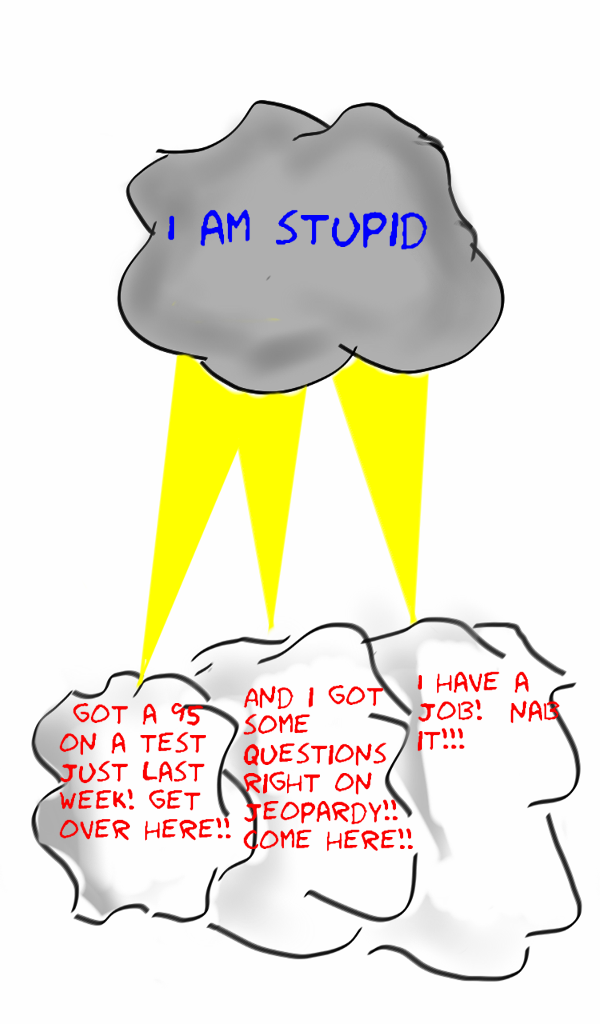 I AM STUPID
GOT A 95
ON A TEST
JUST LAST
WEEK! GET
OVER HERE!!
AND I GOT
SOME
QUESTIONS
RIGHT ON
JEOPARDY!!
COME HERE!!
I HAVE A
JOB! NAB
IT!!!